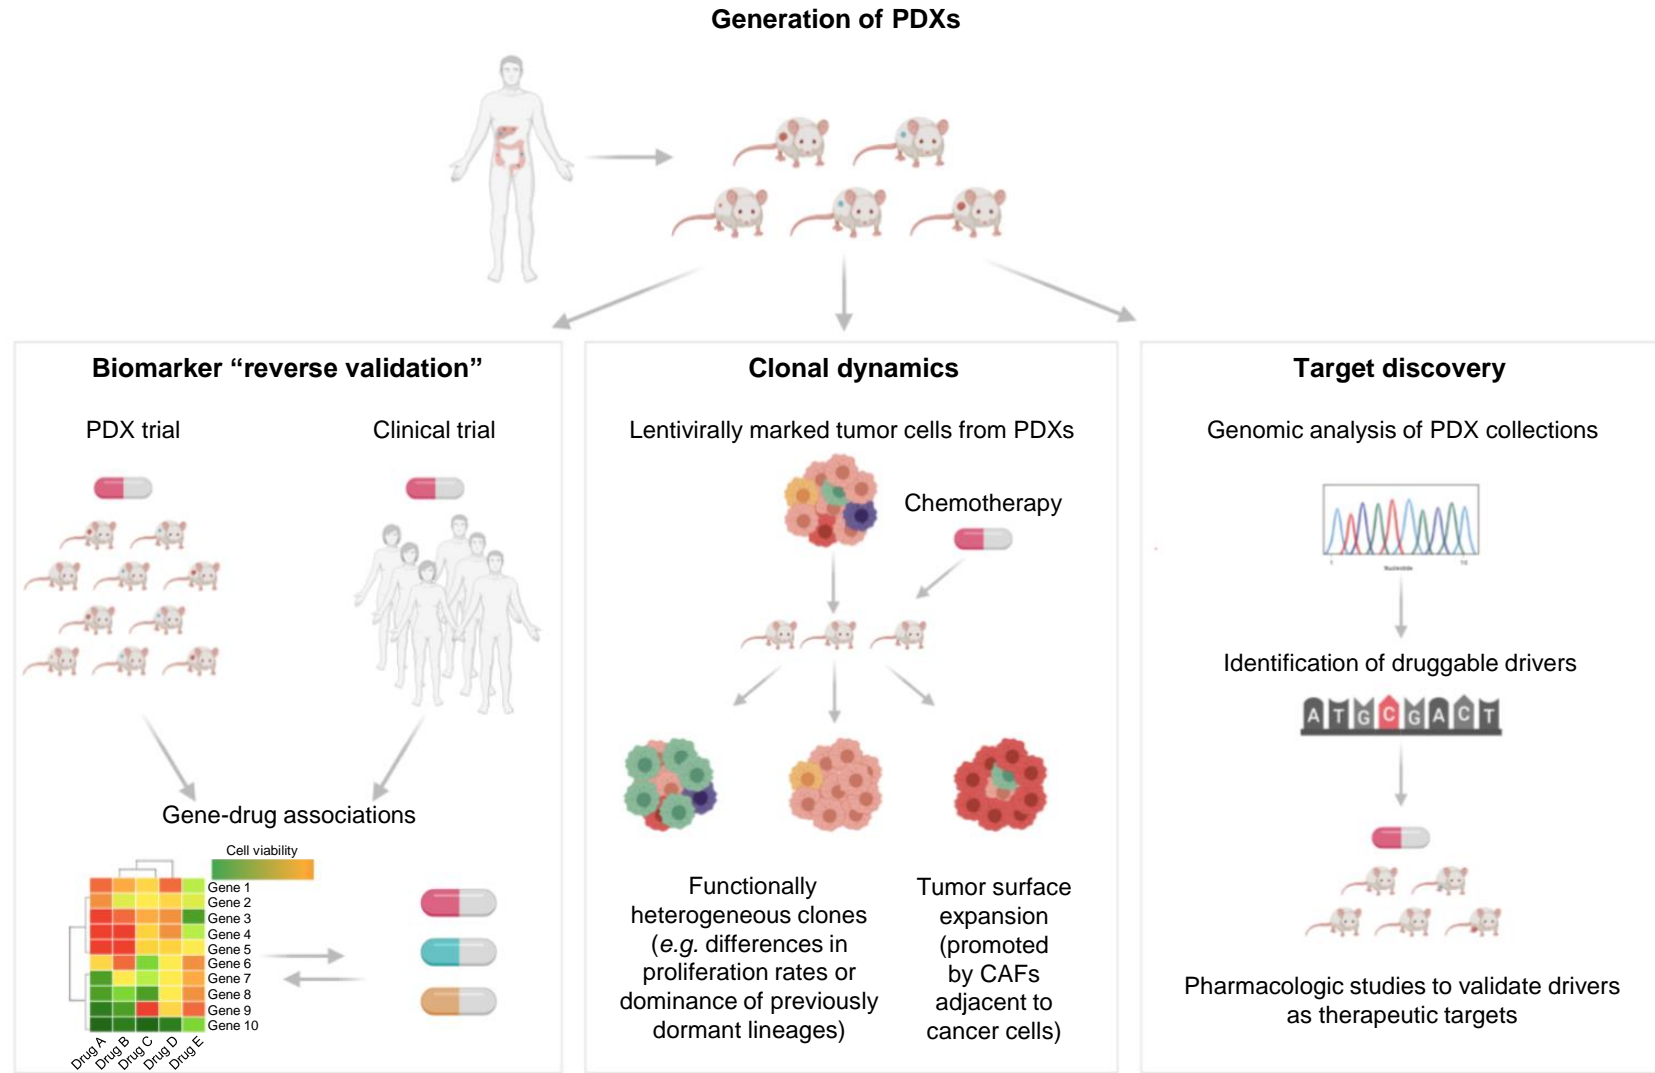 Generation of PDXs
Biomarker “reverse validation”
PDX trial
Clinical trial
Gene-drug associations
Cell viability
Gene 1
Gene 2
Gene 3
Gene 4
Gene 5
Gene 6
Gene 7
Gene 8
Gene 9
Gene 10
Drug A
Drug B
Drug C
Drug D
Drug E
Clonal dynamics
Lentivirally marked tumor cells from PDXs
Chemotherapy
Functionally
heterogeneous clones
(e.g. differences in
proliferation rates or
dominance of previously
dormant lineages)
Tumor surface
expansion
(promoted
by CAFs
adjacent to
cancer cells)
Target discovery
Genomic analysis of PDX collections
1
Nucleotide
10
Identification of druggable drivers
A T G C G A C T
Pharmacologic studies to validate drivers
as therapeutic targets